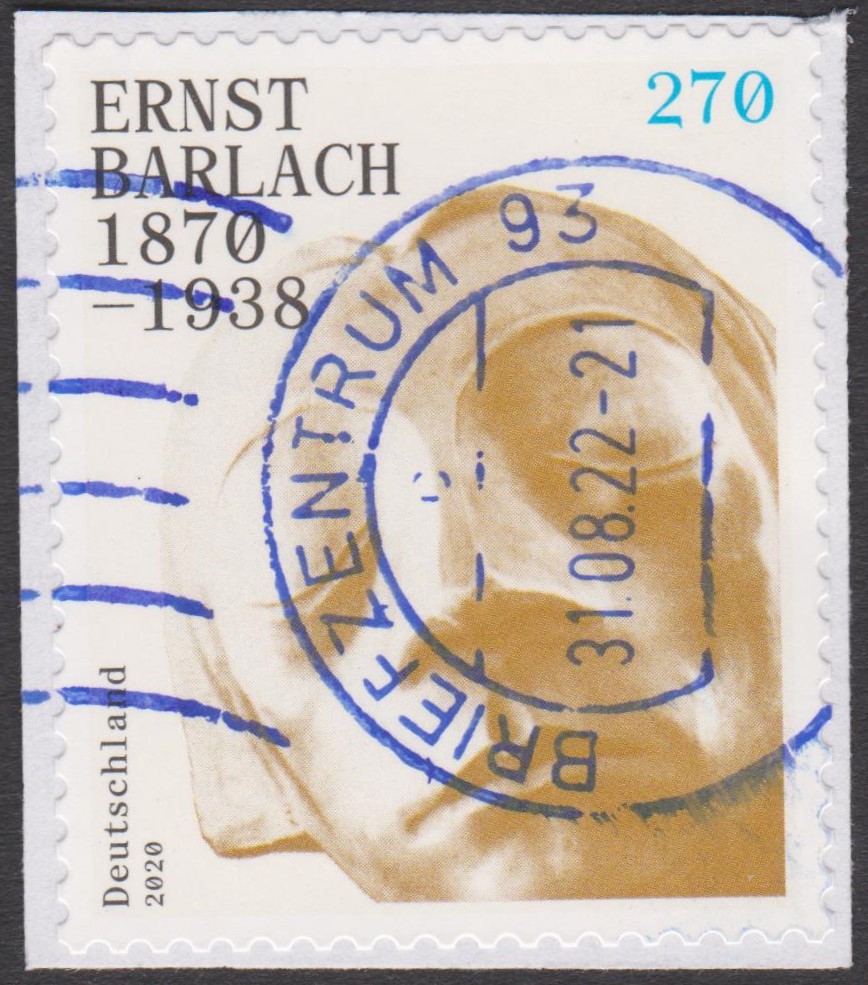 ERNST
BARLACH
1870
–1938
270
BRIEFZENTRUM 93
31.08.22-21
Deutschland
2020